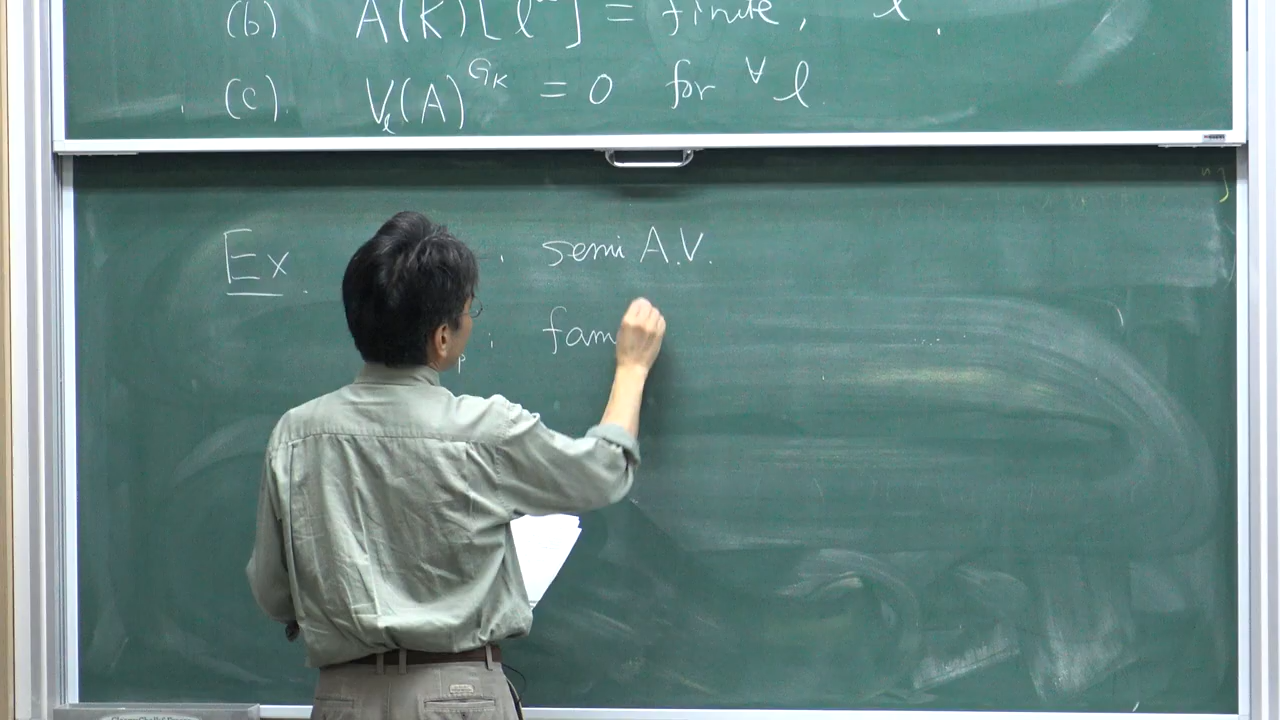 (b) A(K)[l^∞] = finite, l.
(c) V_l(A)^{G_K} = 0 for ∀l.
Ex. : semi A.V.
p : fam